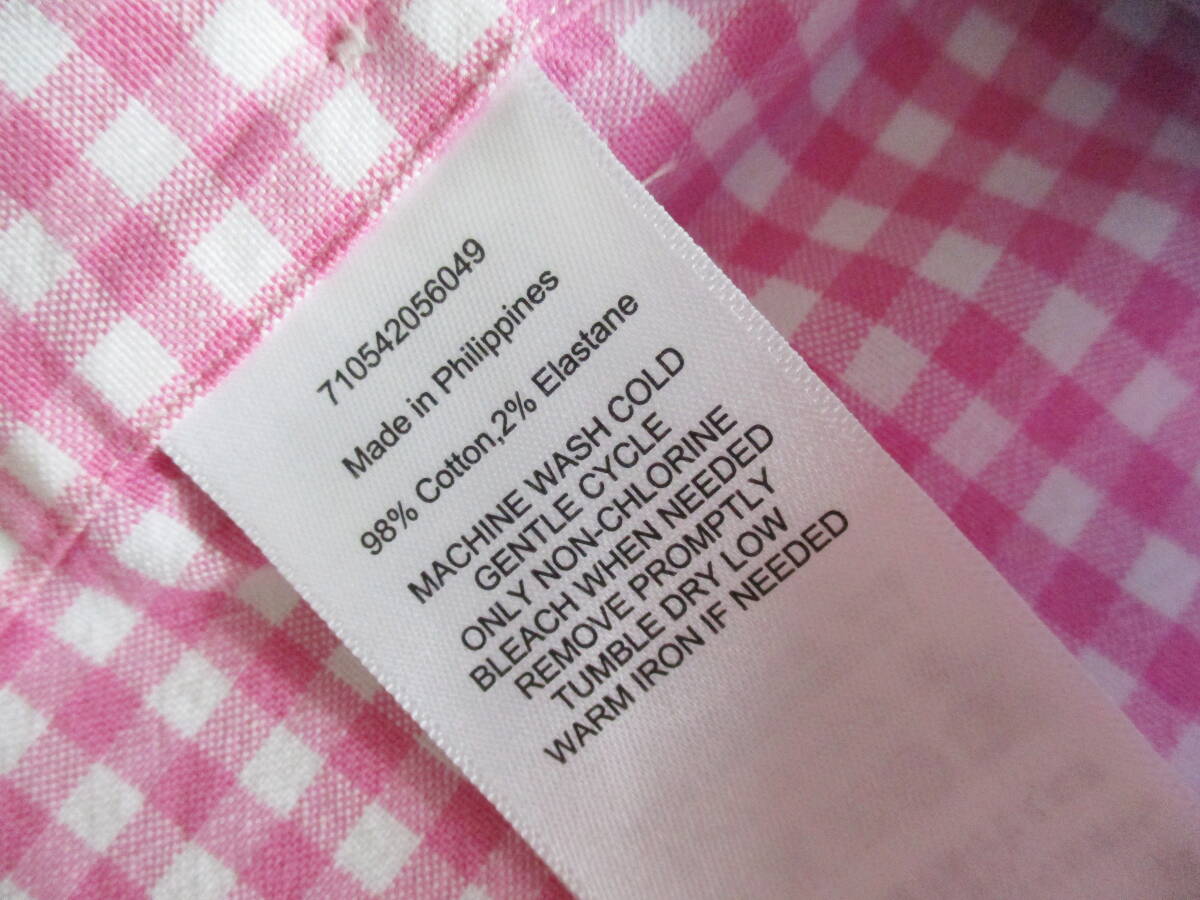 710542056049
Made in Philippines
98% Cotton,2% Elastane
MACHINE WASH COLD
GENTLE CYCLE
ONLY NON-CHLORINE
BLEACH WHEN NEEDED
REMOVE PROMPTLY
TUMBLE DRY LOW
WARM IRON IF NEEDED